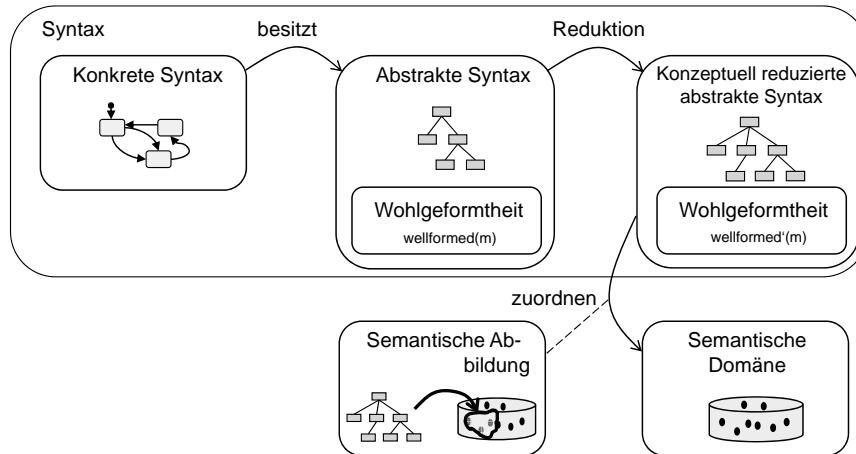 Syntax
besitzt
Reduktion
Konkrete Syntax
Abstrakte Syntax
Konzeptuell reduzierte
abstrakte Syntax
Wohlgeformtheit
wellformed(m)
Wohlgeformtheit
wellformed‘(m)
zuordnen
Semantische Ab-
bildung
Semantische
Domäne